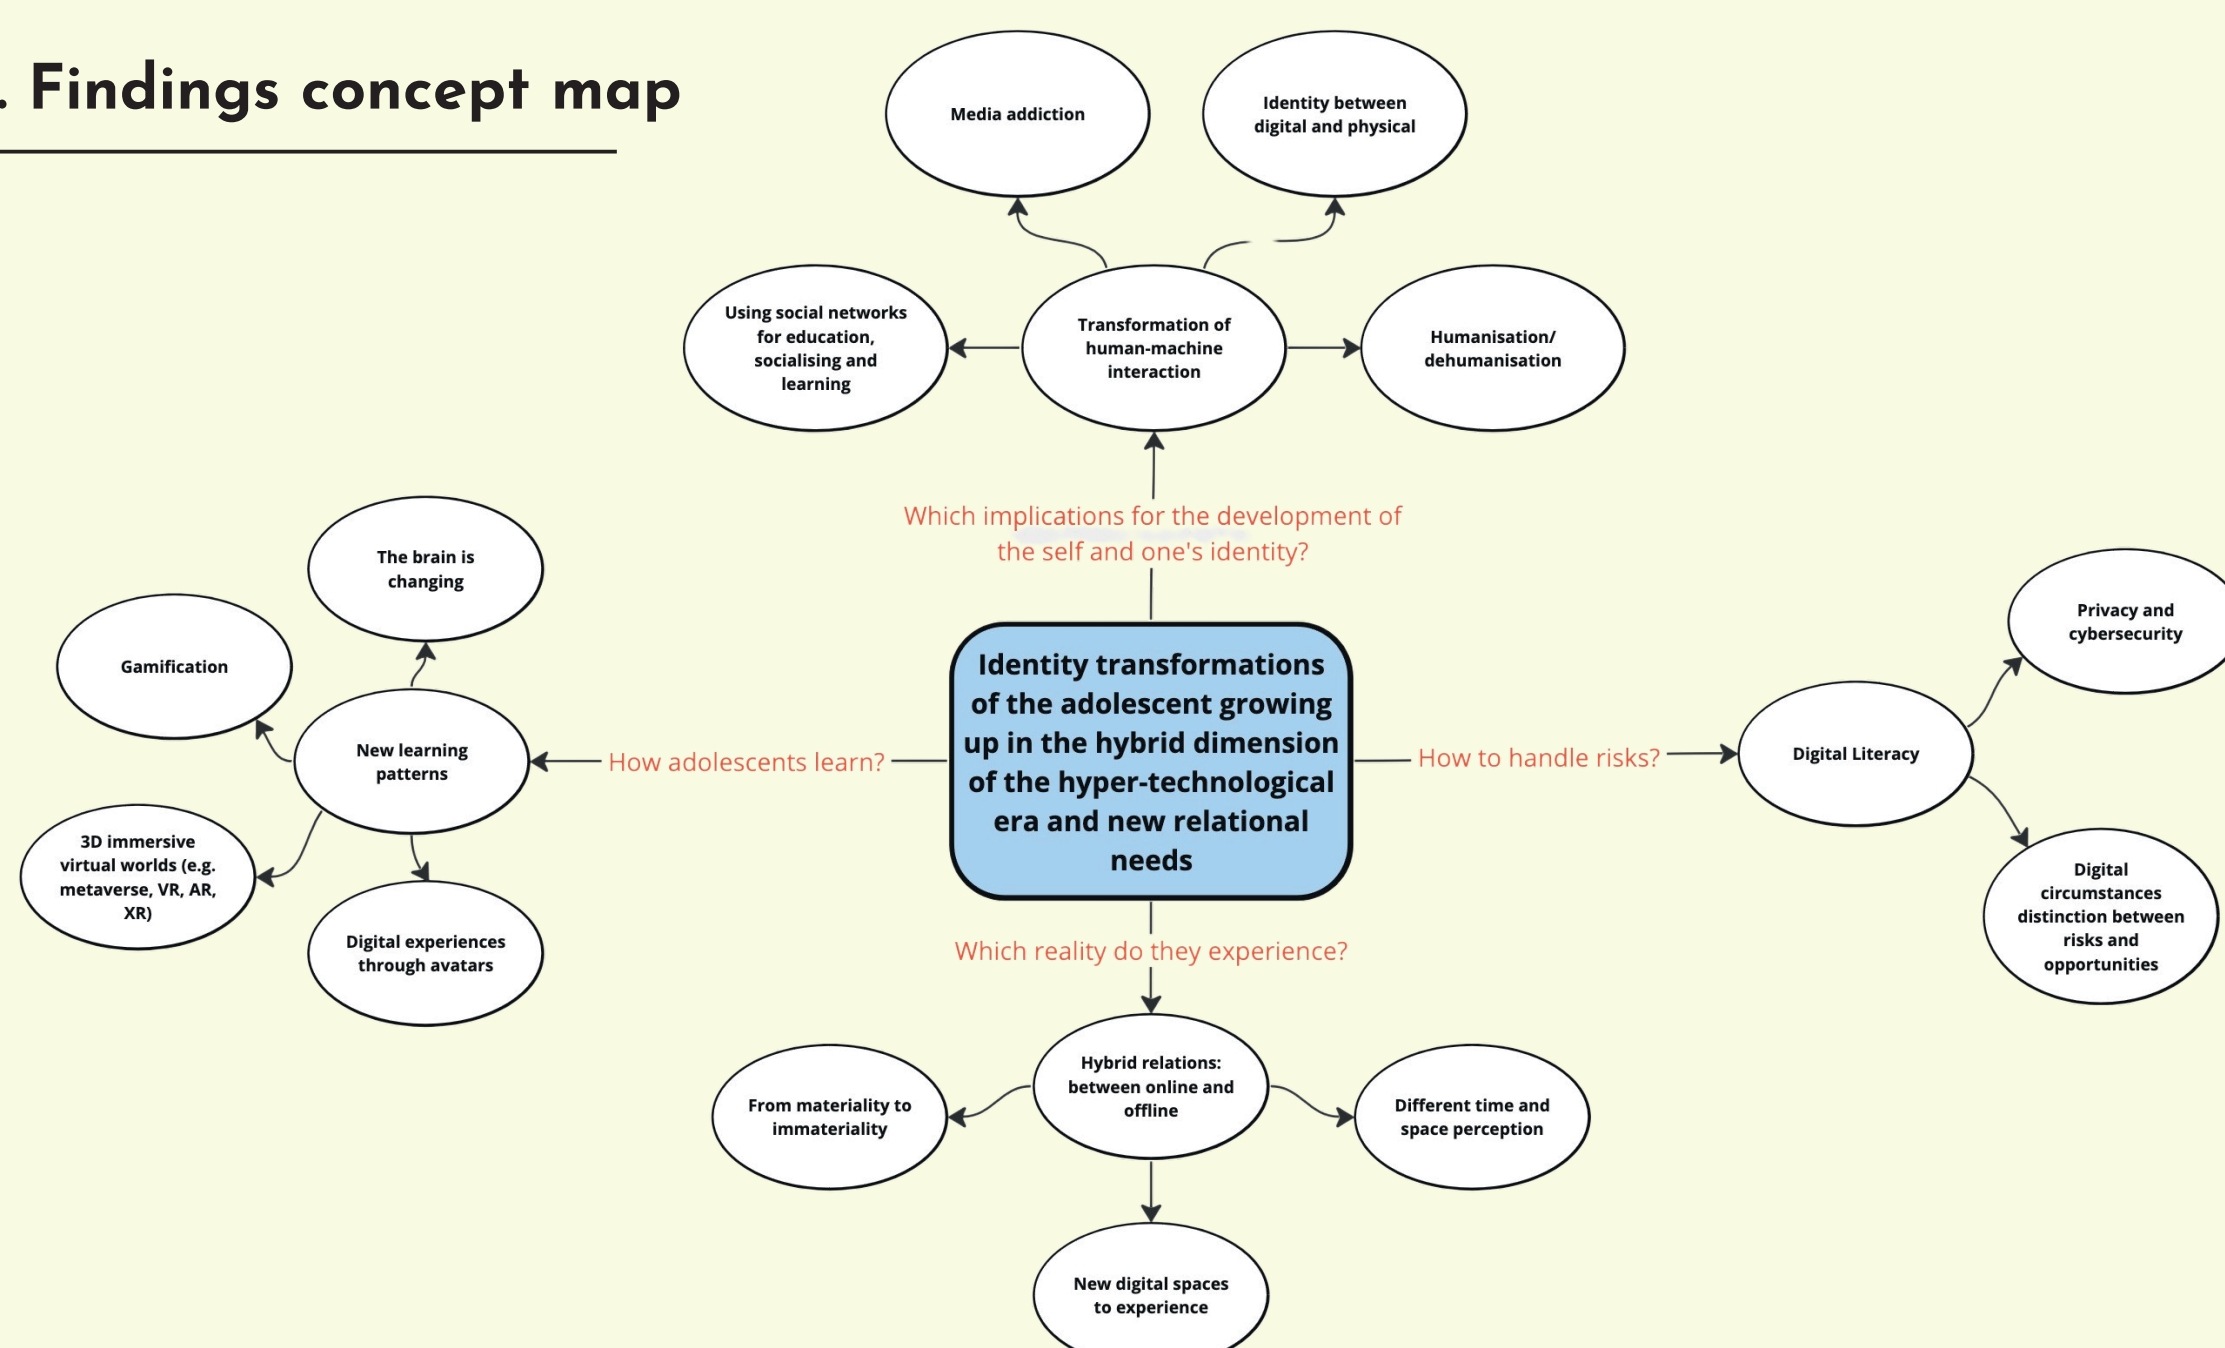 . Findings concept map
Media addiction
Identity between
digital and physical
Using social networks
for education,
socialising and
learning
Transformation of
human-machine
interaction
Humanisation/
dehumanisation
Which implications for the development of
the self and one's identity?
The brain is
changing
Gamification
New learning
patterns
3D immersive
virtual worlds (e.g.
metaverse, VR, AR,
XR)
Digital experiences
through avatars
How adolescents learn?
Identity transformations
of the adolescent growing
up in the hybrid dimension
of the hyper-technological
era and new relational
needs
How to handle risks?
Digital Literacy
Privacy and
cybersecurity
Digital
circumstances
distinction between
risks and
opportunities
Which reality do they experience?
Hybrid relations:
between online and
offline
From materiality to
immateriality
Different time and
space perception
New digital spaces
to experience